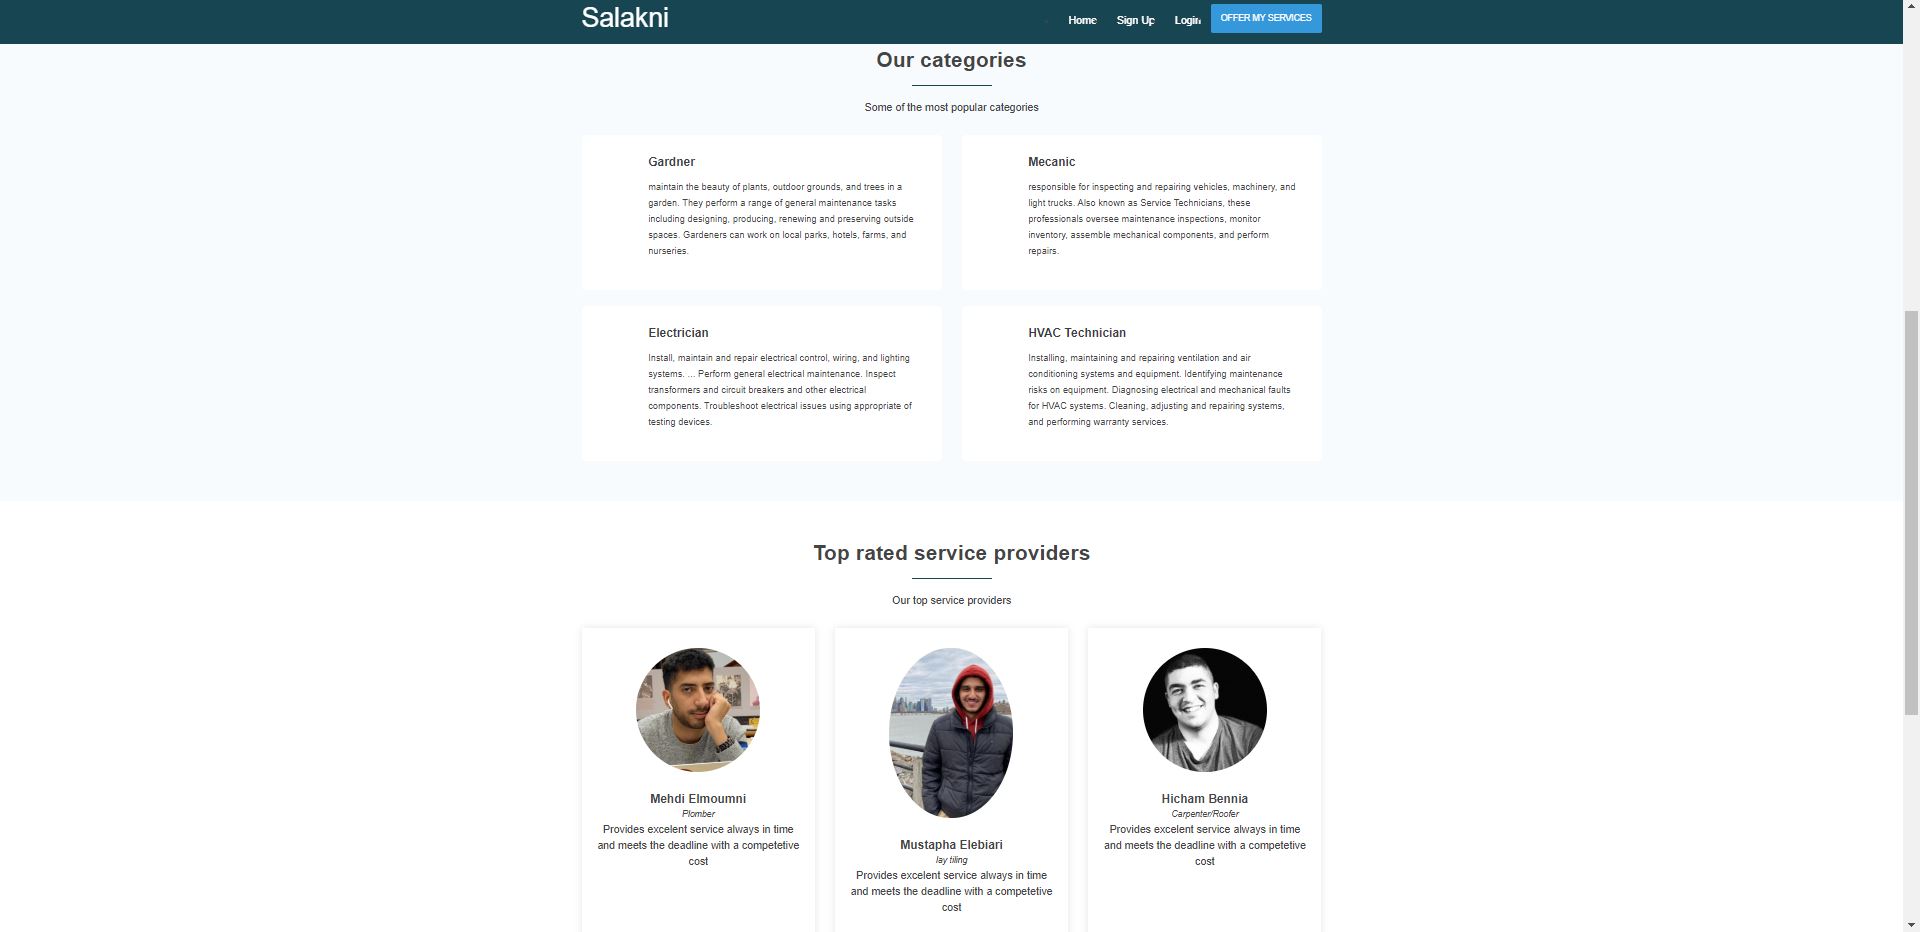 Salakni
Home
Sign Up
Login
OFFER MY SERVICES
Our categories
Some of the most popular categories
Gardner
maintain the beauty of plants, outdoor grounds, and trees in a
garden. They perform a range of general maintenance tasks
including designing, producing, renewing and preserving outside
spaces. Gardeners can work on local parks, hotels, farms, and
nurseries.
Mecanic
responsible for inspecting and repairing vehicles, machinery, and
light trucks. Also known as Service Technicians, these
professionals oversee maintenance inspections, monitor
inventory, assemble mechanical components, and perform
repairs.
Electrician
Install, maintain and repair electrical control, wiring, and lighting
systems. ... Perform general electrical maintenance. Inspect
transformers and circuit breakers and other electrical
components. Troubleshoot electrical issues using appropriate of
testing devices.
HVAC Technician
Installing, maintaining and repairing ventilation and air
conditioning systems and equipment. Identifying maintenance
risks on equipment. Diagnosing electrical and mechanical faults
for HVAC systems. Cleaning, adjusting and repairing systems,
and performing warranty services.
Top rated service providers
Our top service providers
Mehdi Elmoumni
Plomber
Provides excelent service always in time
and meets the deadline with a competetive
cost
Mustapha Elebiari
lay tiling
Provides excelent service always in time
and meets the deadline with a competetive
cost
Hicham Bennia
Carpenter/Roofer
Provides excelent service always in time
and meets the deadline with a competetive
cost